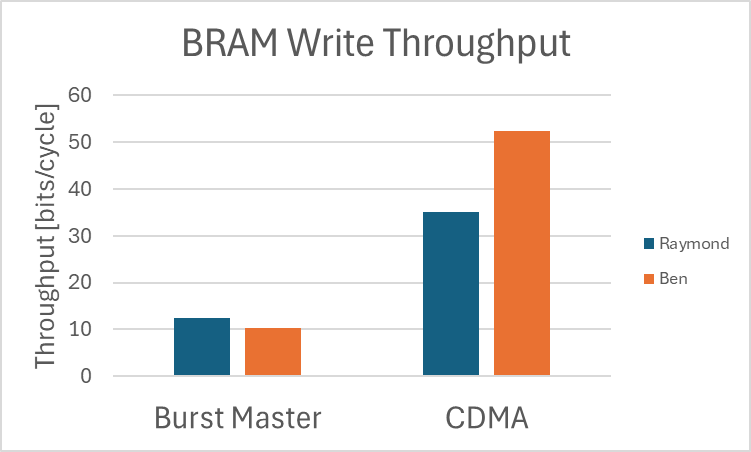 BRAM Write Throughput
Throughput [bits/cycle]
60
50
40
30
20
10
0
Burst Master
CDMA
Raymond
Ben